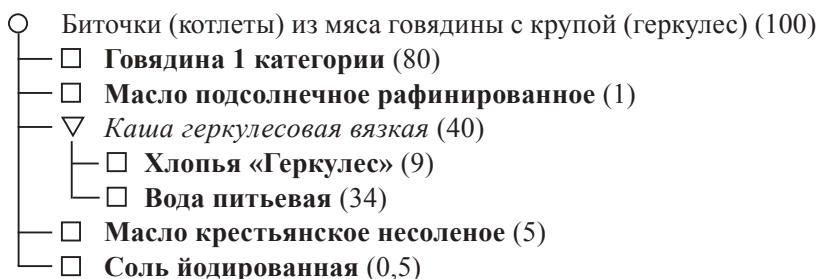 Биточки (котлеты) из мяса говядины с крупой (геркулес) (100)
Говядина 1 категории (80)
Масло подсолнечное рафинированное (1)
Каша геркулесовая вязкая (40)
Хлопья «Геркулес» (9)
Вода питьевая (34)
Масло крестьянское несоленое (5)
Соль йодированная (0,5)